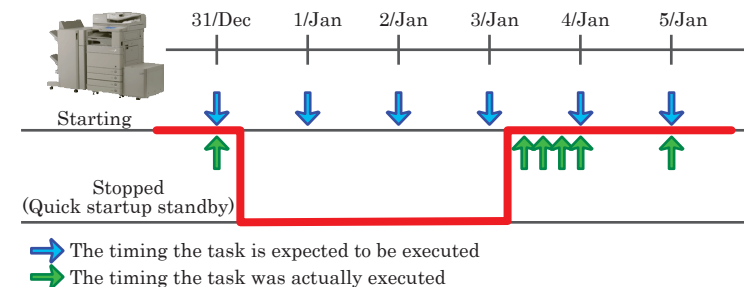 31/Dec 1/Jan 2/Jan 3/Jan 4/Jan 5/Jan
Starting
Stopped
(Quick startup standby)
The timing the task is expected to be executed
The timing the task was actually executed